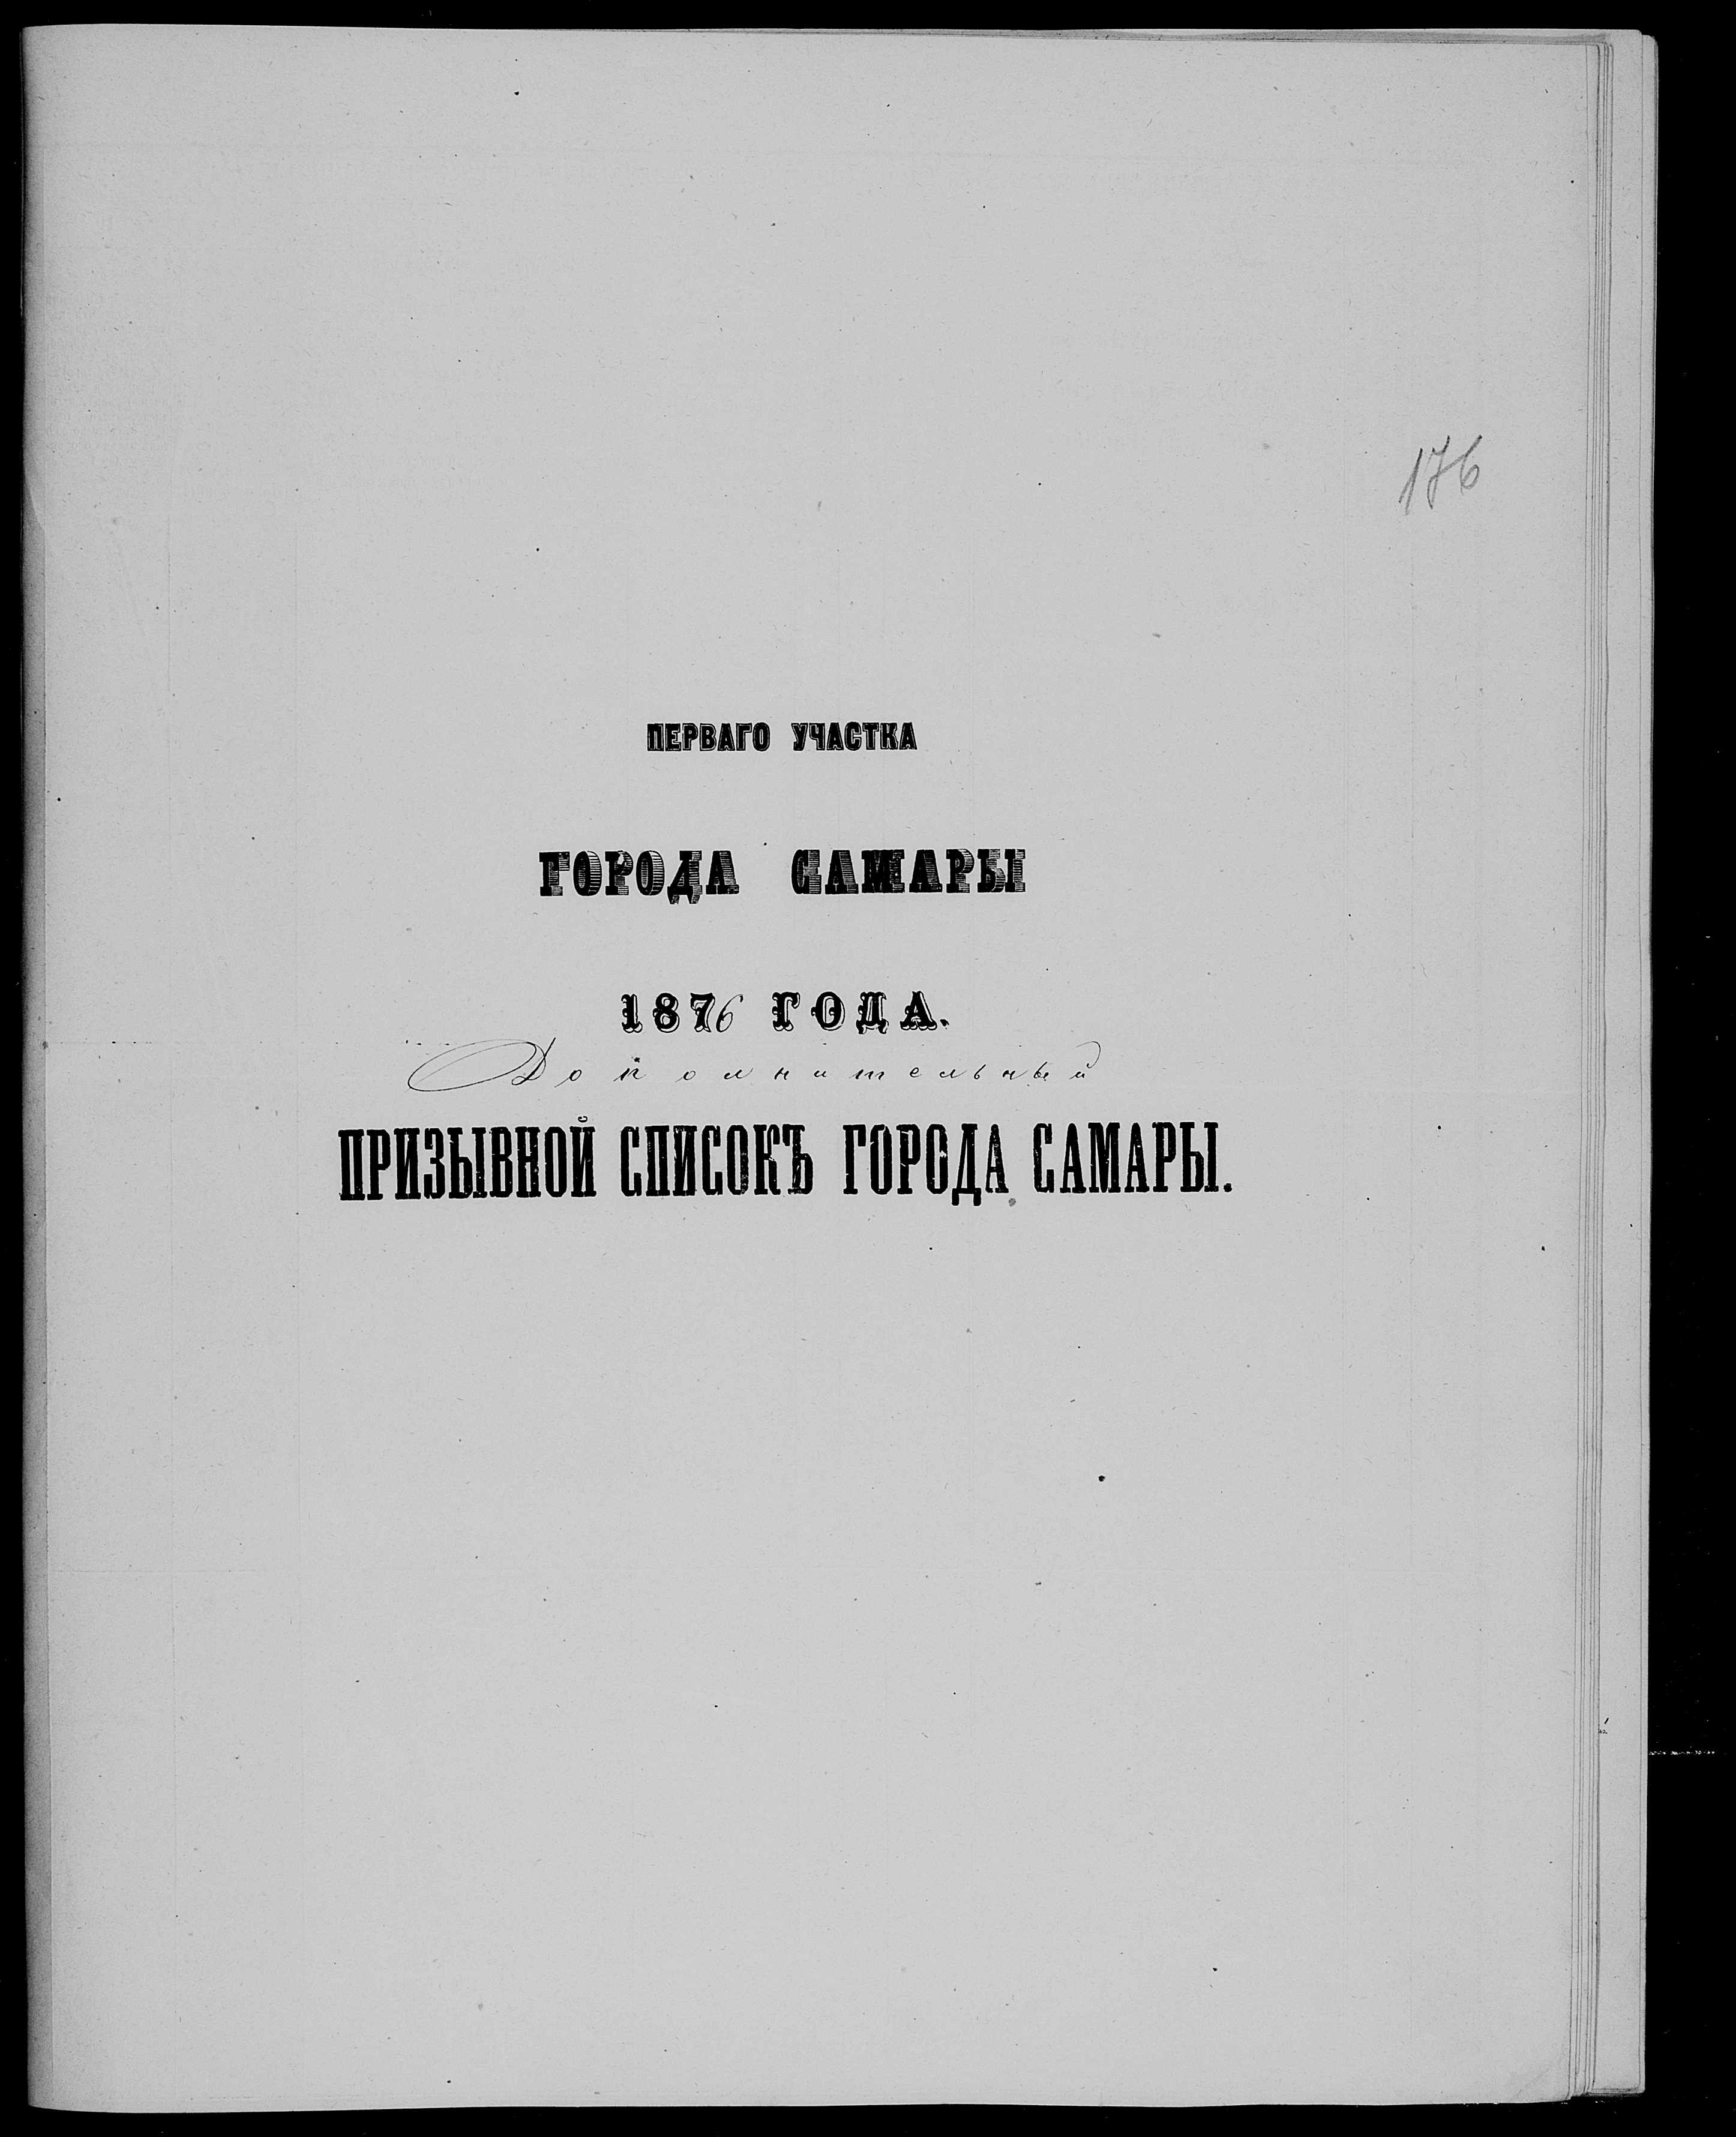 176
ПЕРВАГО УЧАСТКА
ГОРОДА САМАРЫ
1876 ГОДА.
Дополнительный
ПРИЗЫВНОЙ СПИСОКЪ ГОРОДА САМАРЫ.